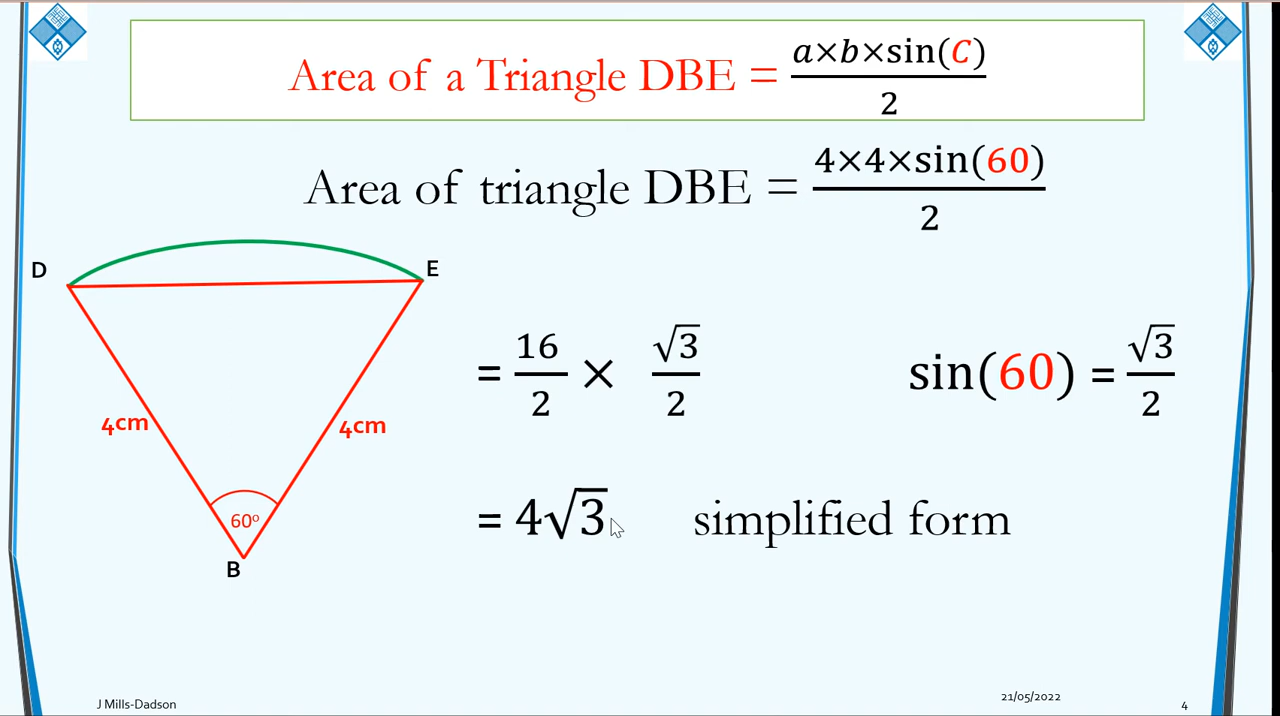 Area of a Triangle DBE = a×b×sin(C) / 2
Area of triangle DBE = 4×4×sin(60) / 2
D
E
= 16/2 × √3/2
sin(60) = √3/2
4cm
4cm
60º
= 4√3
simplified form
B
J Mills-Dadson
21/05/2022
4